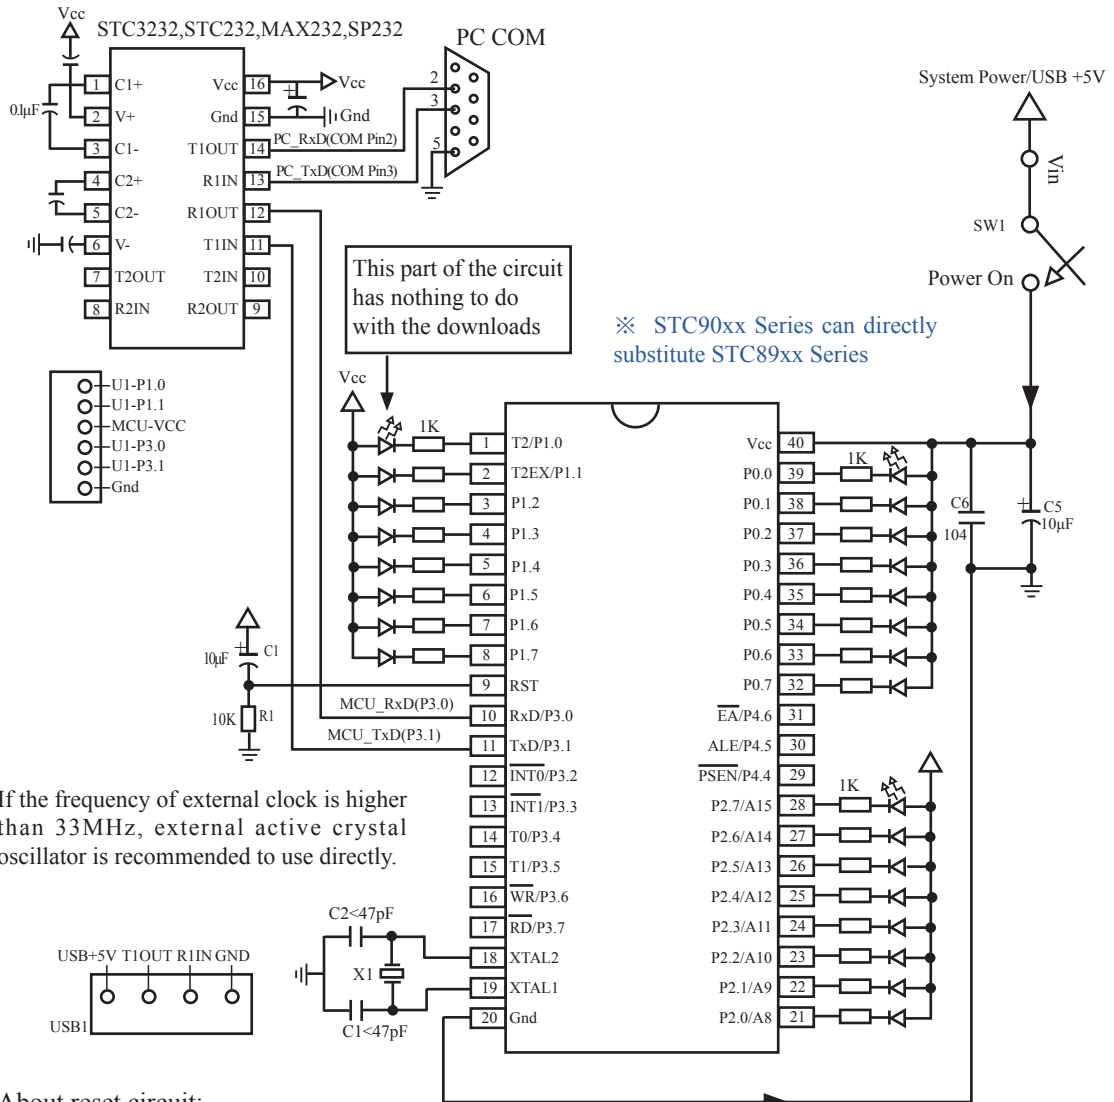 Vcc
STC3232,STC232,MAX232,SP232
PC COM
System Power/USB +5V
1 C1+ Vcc 16 Vcc
0.1µF
2 V+ Gnd 15 Gnd
3 C1- T1OUT 14 PC_RxD(COM Pin2)
4 C2+ R1IN 13 PC_TxD(COM Pin3)
5 C2- R1OUT 12
6 V- T1IN 11
7 T2OUT T2IN 10
8 R2IN R2OUT 9
2
3
5
Vin
SW1
Power On
This part of the circuit
has nothing to do
with the downloads
※ STC90xx Series can directly
substitute STC89xx Series
U1-P1.0
U1-P1.1
MCU-VCC
U1-P3.0
U1-P3.1
Gnd
Vcc
1K
1 T2/P1.0 Vcc 40
2 T2EX/P1.1 P0.0 39 1K
3 P1.2 P0.1 38
4 P1.3 P0.2 37
5 P1.4 P0.3 36
6 P1.5 P0.4 35
7 P1.6 P0.5 34
8 P1.7 P0.6 33
9 RST P0.7 32
10 RxD/P3.0 EA/P4.6 31
11 TxD/P3.1 ALE/P4.5 30
12 INT0/P3.2 PSEN/P4.4 29
13 INT1/P3.3 P2.7/A15 28 1K
14 T0/P3.4 P2.6/A14 27
15 T1/P3.5 P2.5/A13 26
16 WR/P3.6 P2.4/A12 25
17 RD/P3.7 P2.3/A11 24
18 XTAL2 P2.2/A10 23
19 XTAL1 P2.1/A9 22
20 Gnd P2.0/A8 21
C6
104
C5
10µF
10µF C1
10K R1
MCU_RxD(P3.0)
MCU_TxD(P3.1)
If the frequency of external clock is higher
than 33MHz, external active crystal
oscillator is recommended to use directly.
C2<47pF
X1
C1<47pF
USB+5V T1OUT R1IN GND
USB1
About reset circuit: